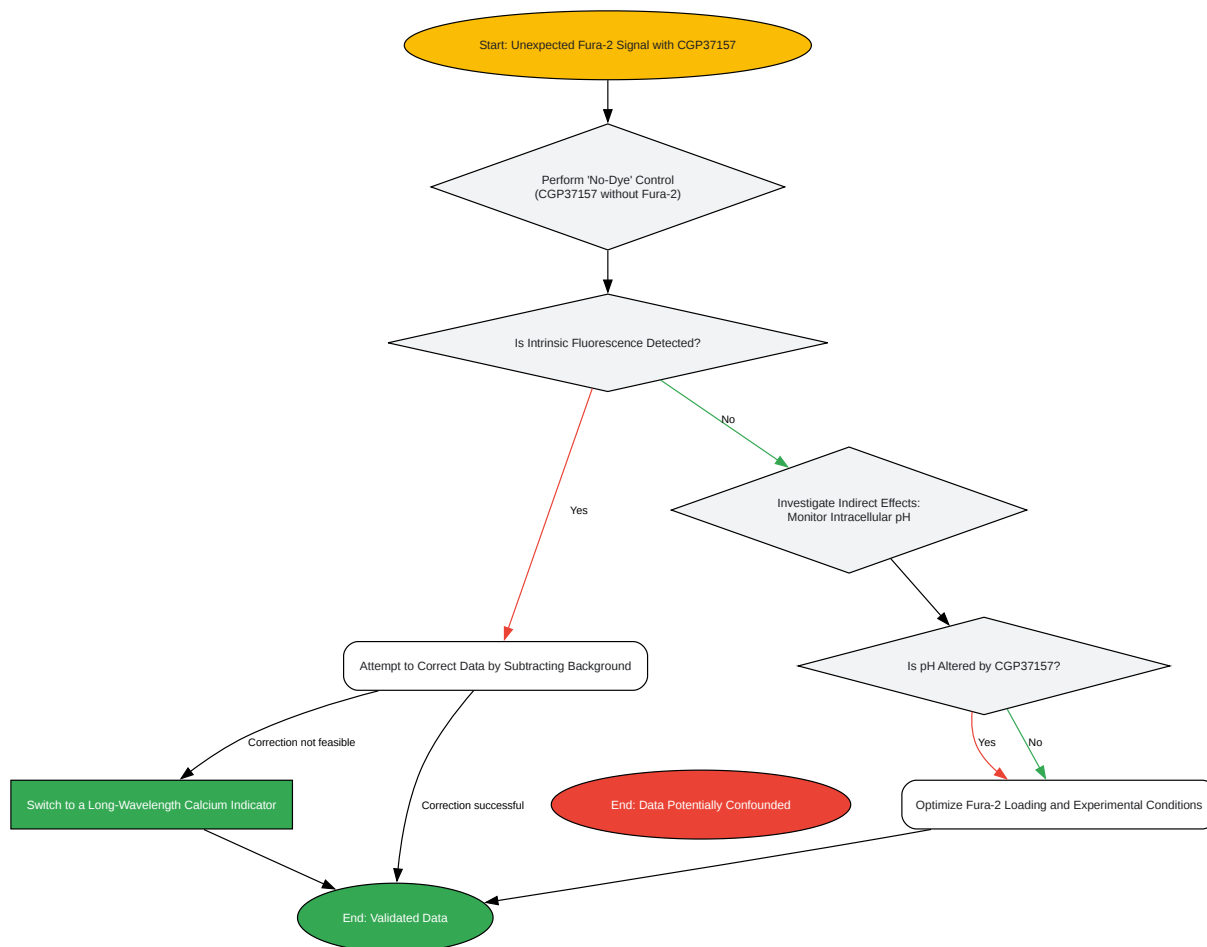 Start: Unexpected Fura-2 Signal with CGP37157
Perform 'No-Dye' Control
(CGP37157 without Fura-2)
Is Intrinsic Fluorescence Detected?
No
Yes
Investigate Indirect Effects:
Monitor Intracellular pH
Attempt to Correct Data by Subtracting Background
Is pH Altered by CGP37157?
Correction not feasible
Yes
No
Switch to a Long-Wavelength Calcium Indicator
Correction successful
End: Data Potentially Confounded
Optimize Fura-2 Loading and Experimental Conditions
End: Validated Data